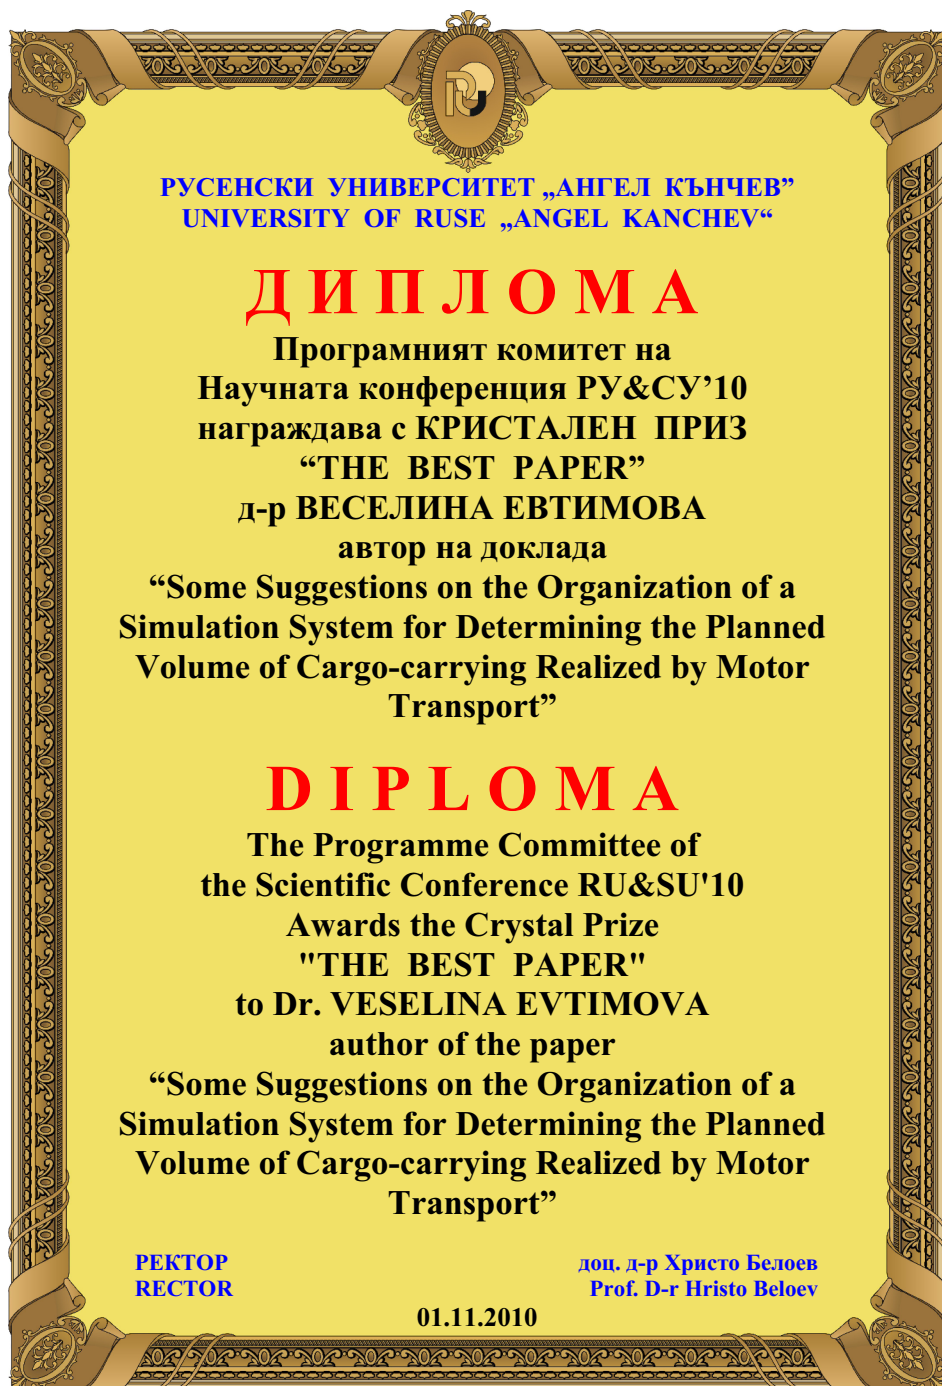 РУСЕНСКИ УНИВЕРСИТЕТ „АНГЕЛ КЪНЧЕВ”
UNIVERSITY OF RUSE „ANGEL KANCHEV“
Д И П Л О М А
Програмният комитет на
Научната конференция РУ&СУ’10
награждава с КРИСТАЛЕН ПРИЗ
“THE BEST PAPER”
д-р ВЕСЕЛИНА ЕВТИМОВА
автор на доклада
“Some Suggestions on the Organization of a
Simulation System for Determining the Planned
Volume of Cargo-carrying Realized by Motor
Transport”
D I P L O M A
The Programme Committee of
the Scientific Conference RU&SU'10
Awards the Crystal Prize
"THE BEST PAPER"
to Dr. VESELINA EVTIMOVA
author of the paper
“Some Suggestions on the Organization of a
Simulation System for Determining the Planned
Volume of Cargo-carrying Realized by Motor
Transport”
РЕКТОР доц. д-р Христо Белоев
RECTOR Prof. D-r Hristo Beloev
01.11.2010